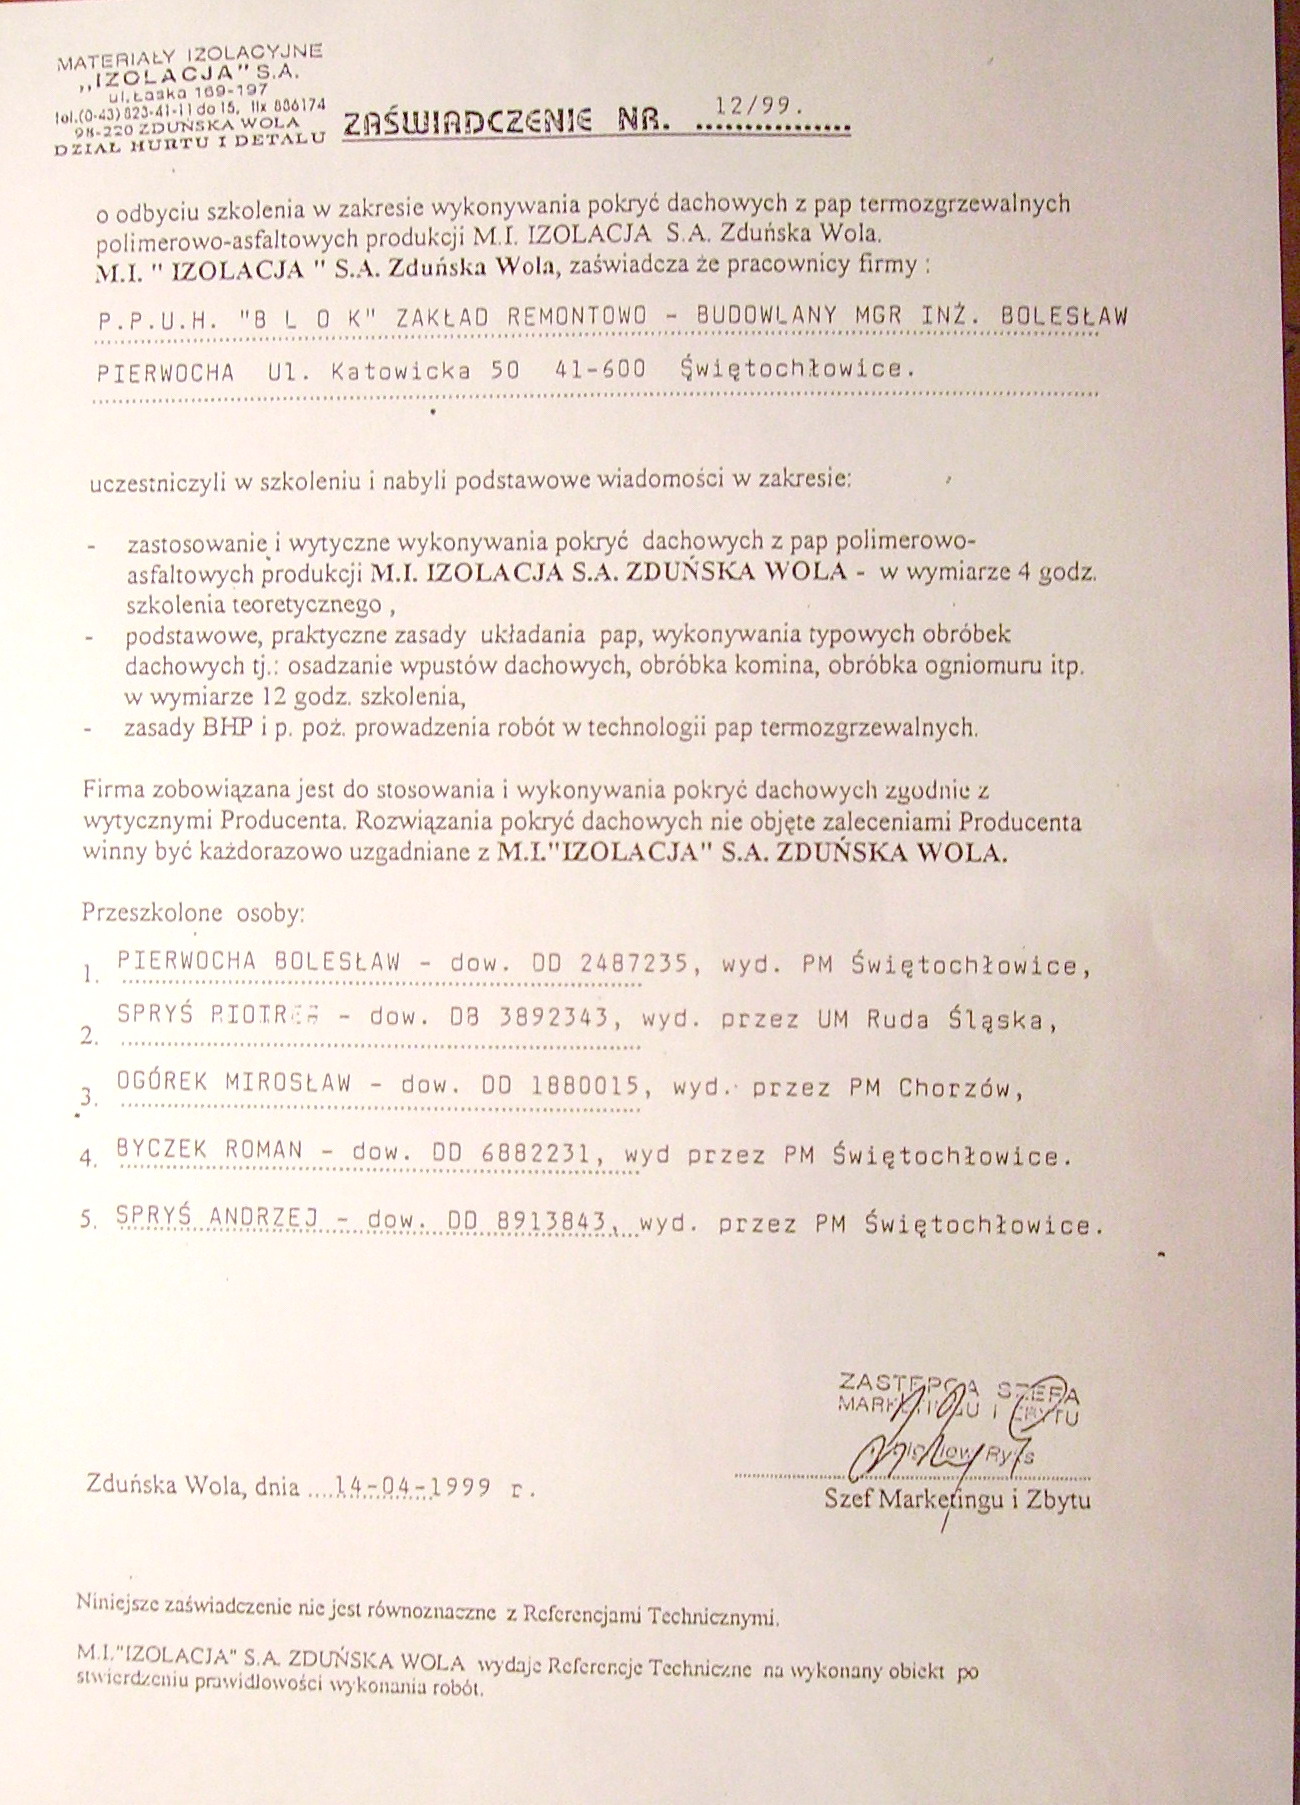 MATERIAŁY IZOLACYJNE
„IZOLACJA" S.A.
ul. Łaska 169-197
tel.(0-43) 823-41-11 do 15, tlx 886174
98-220 ZDUŃSKA WOLA
DZIAŁ HURTU I DETALU
ZAŚWIADCZENIE NR. 12/99.
o odbyciu szkolenia w zakresie wykonywania pokryć dachowych z pap termozgrzewalnych
polimerowo-asfaltowych produkcji M.I. IZOLACJA S.A. Zduńska Wola.
M.I. " IZOLACJA " S.A. Zduńska Wola, zaświadcza że pracownicy firmy :
P.P.U.H. "B L O K" ZAKŁAD REMONTOWO - BUDOWLANY MGR INŻ. BOLESŁAW
PIERWOCHA Ul. Katowicka 50 41-600 Świętochłowice.
uczestniczyli w szkoleniu i nabyli podstawowe wiadomości w zakresie:
- zastosowanie i wytyczne wykonywania pokryć dachowych z pap polimerowo-
asfaltowych produkcji M.I. IZOLACJA S.A. ZDUŃSKA WOLA - w wymiarze 4 godz.
szkolenia teoretycznego ,
- podstawowe, praktyczne zasady układania pap, wykonywania typowych obróbek
dachowych tj.: osadzanie wpustów dachowych, obróbka komina, obróbka ogniomuru itp.
w wymiarze 12 godz. szkolenia,
- zasady BHP i p. poż. prowadzenia robót w technologii pap termozgrzewalnych.
Firma zobowiązana jest do stosowania i wykonywania pokryć dachowych zgodnie z
wytycznymi Producenta. Rozwiązania pokryć dachowych nie objęte zaleceniami Producenta
winny być każdorazowo uzgadniane z M.I."IZOLACJA" S.A. ZDUŃSKA WOLA.
Przeszkolone osoby:
1. PIERWOCHA BOLESŁAW - dow. DD 2487235, wyd. PM Świętochłowice,
2. SPRYŚ PIOTR - dow. DB 3892343, wyd. przez UM Ruda Śląska,
3. OGÓREK MIROSŁAW - dow. DD 1880015, wyd. przez PM Chorzów,
4. BYCZEK ROMAN - dow. DD 6882231, wyd przez PM Świętochłowice.
5. SPRYŚ ANDRZEJ - dow. DD 8913843, wyd. przez PM Świętochłowice.
ZASTĘPCA SZEFA
MARKETINGU I ZBYTU
Zduńska Wola, dnia 14-04-1999 r.
Szef Marketingu i Zbytu
Niniejsze zaświadczenie nie jest równoznaczne z Referencjami Technicznymi.
M.I."IZOLACJA" S.A. ZDUŃSKA WOLA wydaje Referencje Techniczne na wykonany obiekt po
stwierdzeniu prawidłowości wykonania robót.